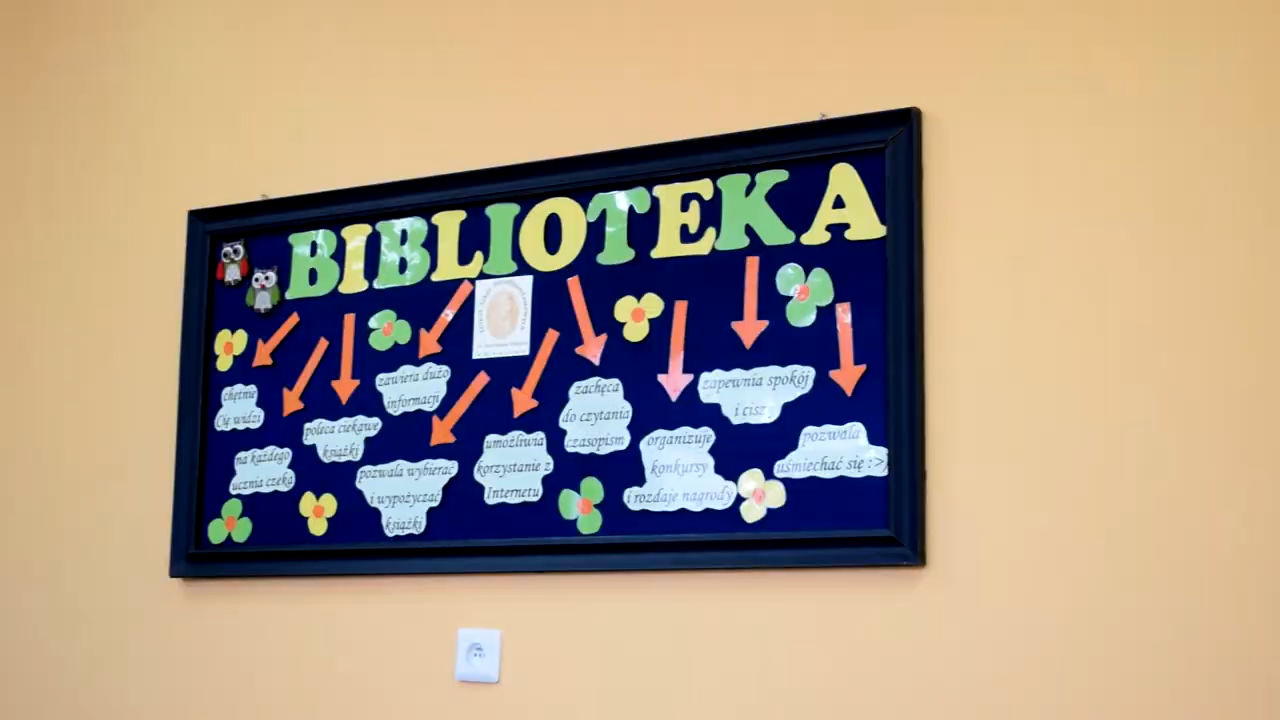 BIBLIOTEKA
chętnie
Cię widzi
na każdego
ucznia czeka
poleca ciekawe
książki
zawiera dużo
informacji
pozwala wybierać
i wypożyczać
książki
umożliwia
korzystanie z
Internetu
zachęca
do czytania
czasopism
organizuje
konkursy
i rozdaje nagrody
zapewnia spokój
i ciszę
pozwala
uśmiechać się :>)